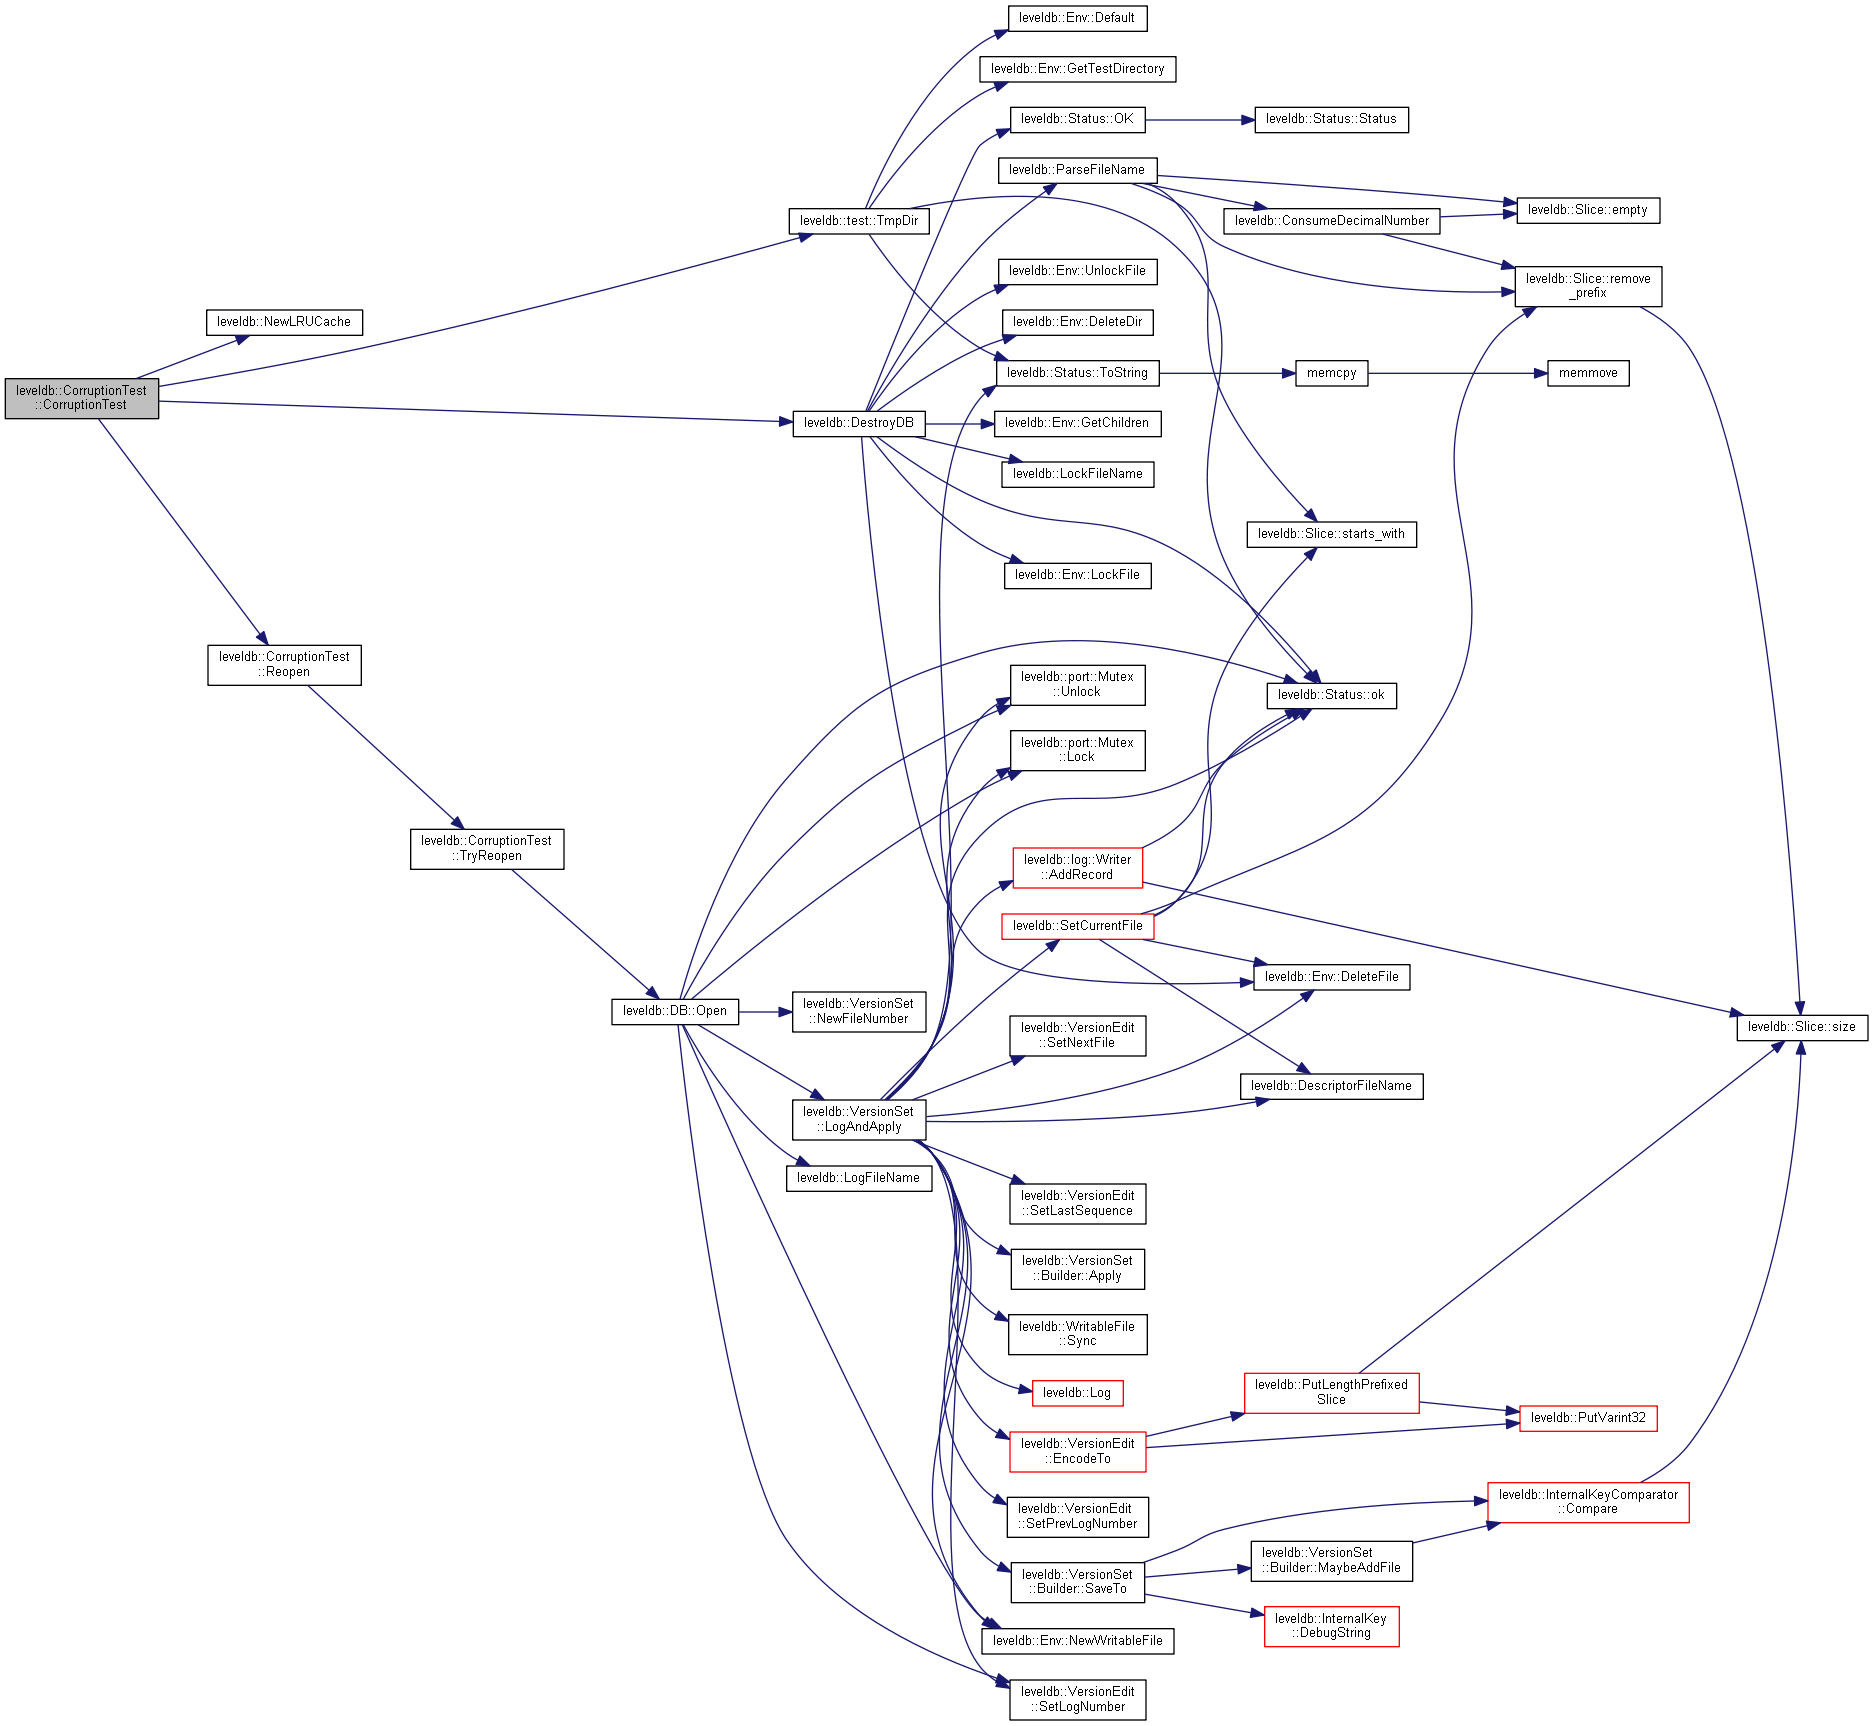 leveldb::Env::Default
leveldb::Env::GetTestDirectory
leveldb::Status::OK
leveldb::Status::Status
leveldb::ParseFileName
leveldb::test::TmpDir
leveldb::ConsumeDecimalNumber
leveldb::Slice::empty
leveldb::Env::UnlockFile
leveldb::Slice::remove
_prefix
leveldb::NewLRUCache
leveldb::Env::DeleteDir
leveldb::Status::ToString
memcpy
memmove
leveldb::CorruptionTest
::CorruptionTest
leveldb::DestroyDB
leveldb::Env::GetChildren
leveldb::LockFileName
leveldb::Slice::starts_with
leveldb::Env::LockFile
leveldb::CorruptionTest
::Reopen
leveldb::port::Mutex
::Unlock
leveldb::Status::ok
leveldb::port::Mutex
::Lock
leveldb::CorruptionTest
::TryReopen
leveldb::log::Writer
::AddRecord
leveldb::SetCurrentFile
leveldb::Env::DeleteFile
leveldb::DB::Open
leveldb::VersionSet
::NewFileNumber
leveldb::VersionEdit
::SetNextFile
leveldb::Slice::size
leveldb::DescriptorFileName
leveldb::VersionSet
::LogAndApply
leveldb::LogFileName
leveldb::VersionEdit
::SetLastSequence
leveldb::VersionSet
::Builder::Apply
leveldb::WritableFile
::Sync
leveldb::Log
leveldb::PutLengthPrefixed
Slice
leveldb::PutVarint32
leveldb::VersionEdit
::EncodeTo
leveldb::VersionEdit
::SetPrevLogNumber
leveldb::InternalKeyComparator
::Compare
leveldb::VersionSet
::Builder::SaveTo
leveldb::VersionSet
::Builder::MaybeAddFile
leveldb::InternalKey
::DebugString
leveldb::Env::NewWritableFile
leveldb::VersionEdit
::SetLogNumber